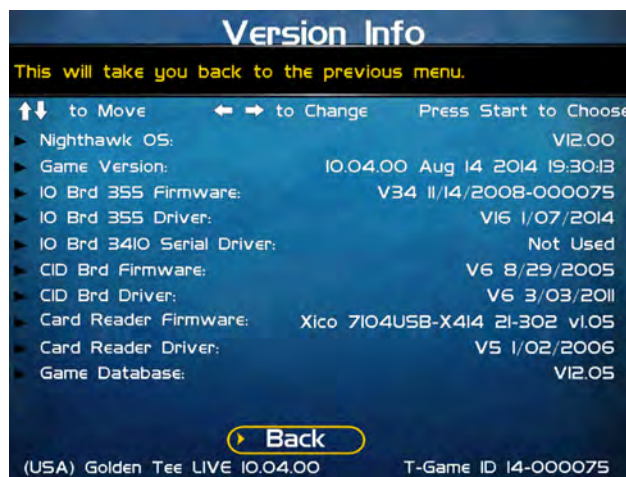 Version Info
This will take you back to the previous menu.
to Move to Change Press Start to Choose
Nighthawk OS: V12.00
Game Version: 10.04.00 Aug 14 2014 19:30:13
IO Brd 355 Firmware: V34 11/14/2008-000075
IO Brd 355 Driver: V16 1/07/2014
IO Brd 3410 Serial Driver: Not Used
CID Brd Firmware: V6 8/29/2005
CID Brd Driver: V6 3/03/2011
Card Reader Firmware: Xico 7104USB-X414 21-302 v1.05
Card Reader Driver: V5 1/02/2006
Game Database: V12.05
Back
(USA) Golden Tee LIVE 10.04.00 T-Game ID 14-000075